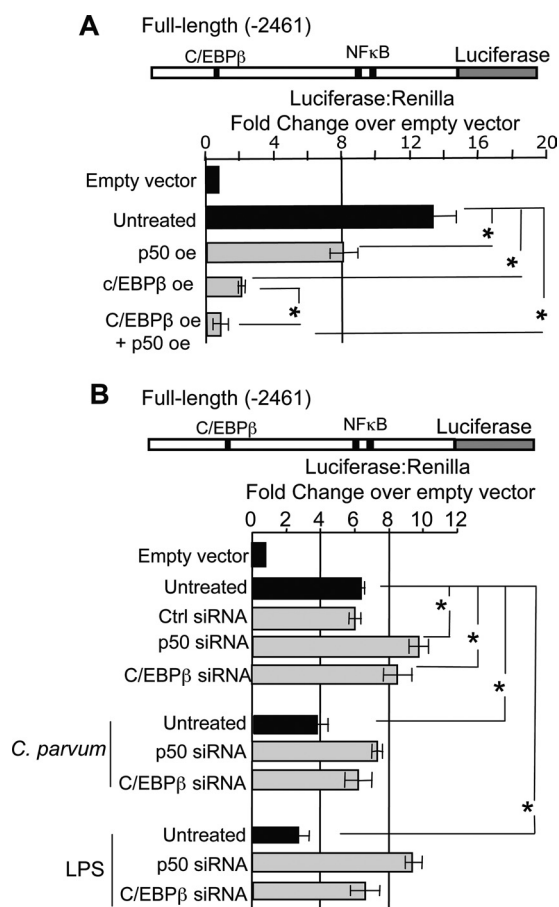 A Full-length (-2461)
C/EBPβ NFκB Luciferase
Luciferase:Renilla
Fold Change over empty vector
0 4 8 12 16 20
Empty vector
Untreated
p50 oe
*
c/EBPβ oe
*
C/EBPβ oe
+ p50 oe
*
*
B Full-length (-2461)
C/EBPβ NFκB Luciferase
Luciferase:Renilla
Fold Change over empty vector
0 2 4 6 8 10 12
Empty vector
Untreated
Ctrl siRNA
*
p50 siRNA
*
C/EBPβ siRNA
*
C. parvum
Untreated
p50 siRNA
C/EBPβ siRNA
*
LPS
Untreated
p50 siRNA
C/EBPβ siRNA